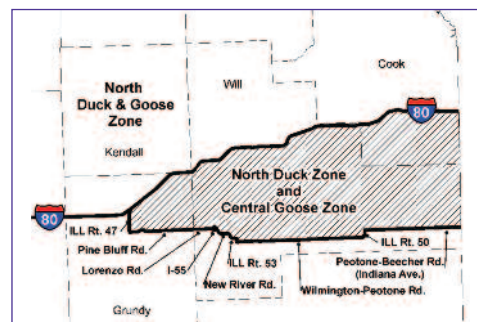 Cook
North
Duck & Goose
Zone
Will
80
Kendall
North Duck Zone
and
Central Goose Zone
80
ILL Rt. 47
Pine Bluff Rd.
Lorenzo Rd.
I-55
New River Rd.
ILL Rt. 53
Wilmington-Peotone Rd.
ILL Rt. 50
Peotone-Beecher Rd.
(Indiana Ave.)
Grundy